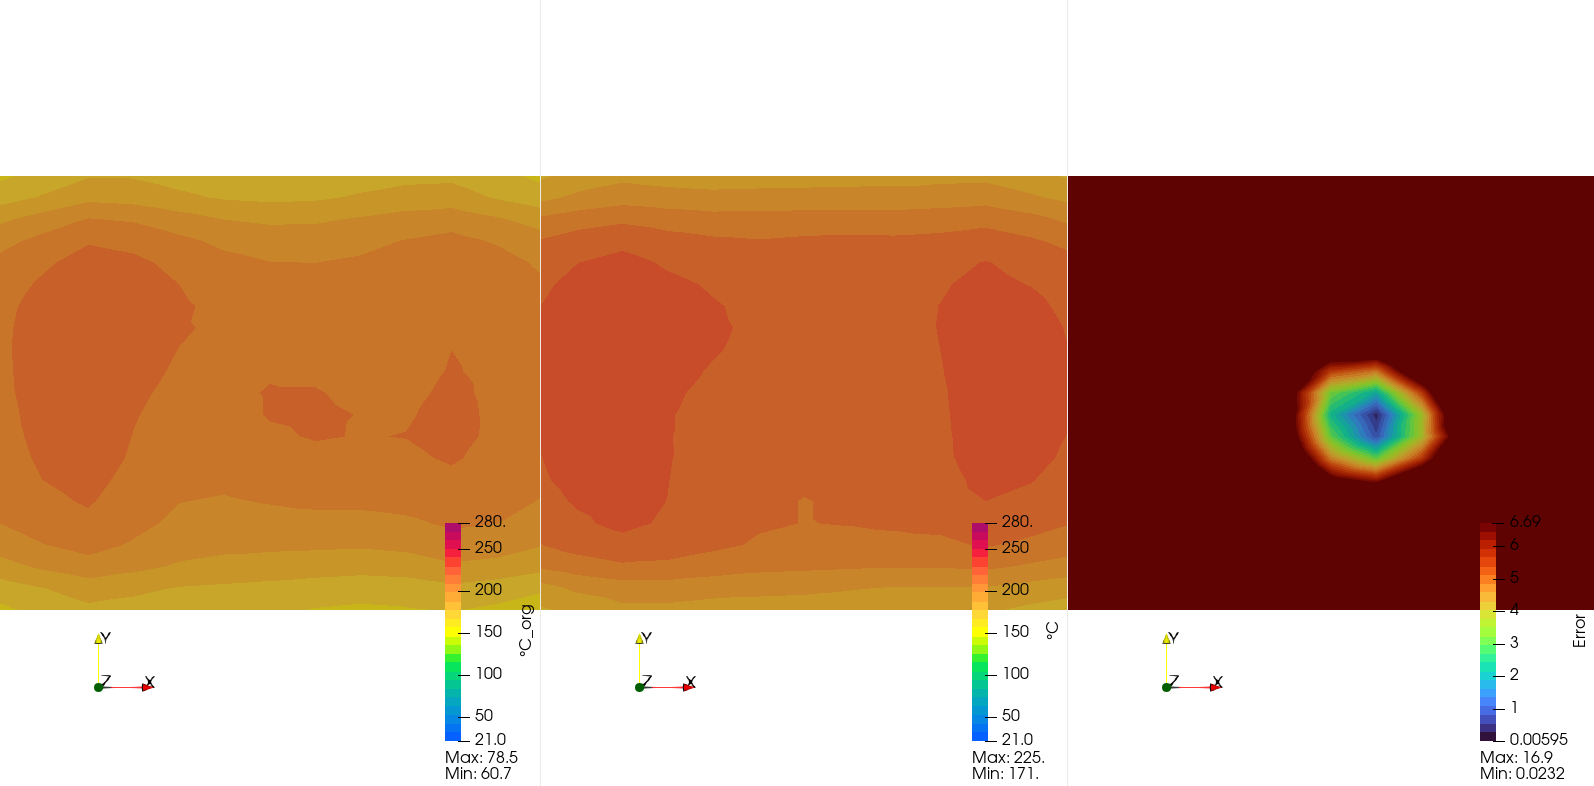 280.
250
200
150
100
50
21.0
°C_org
Max: 78.5
Min: 60.7
Y
Z
X
280.
250
200
150
100
50
21.0
°C
Max: 225.
Min: 171.
Y
Z
X
6.69
6
5
4
3
2
1
0.00595
Error
Max: 16.9
Min: 0.0232
Y
Z
X